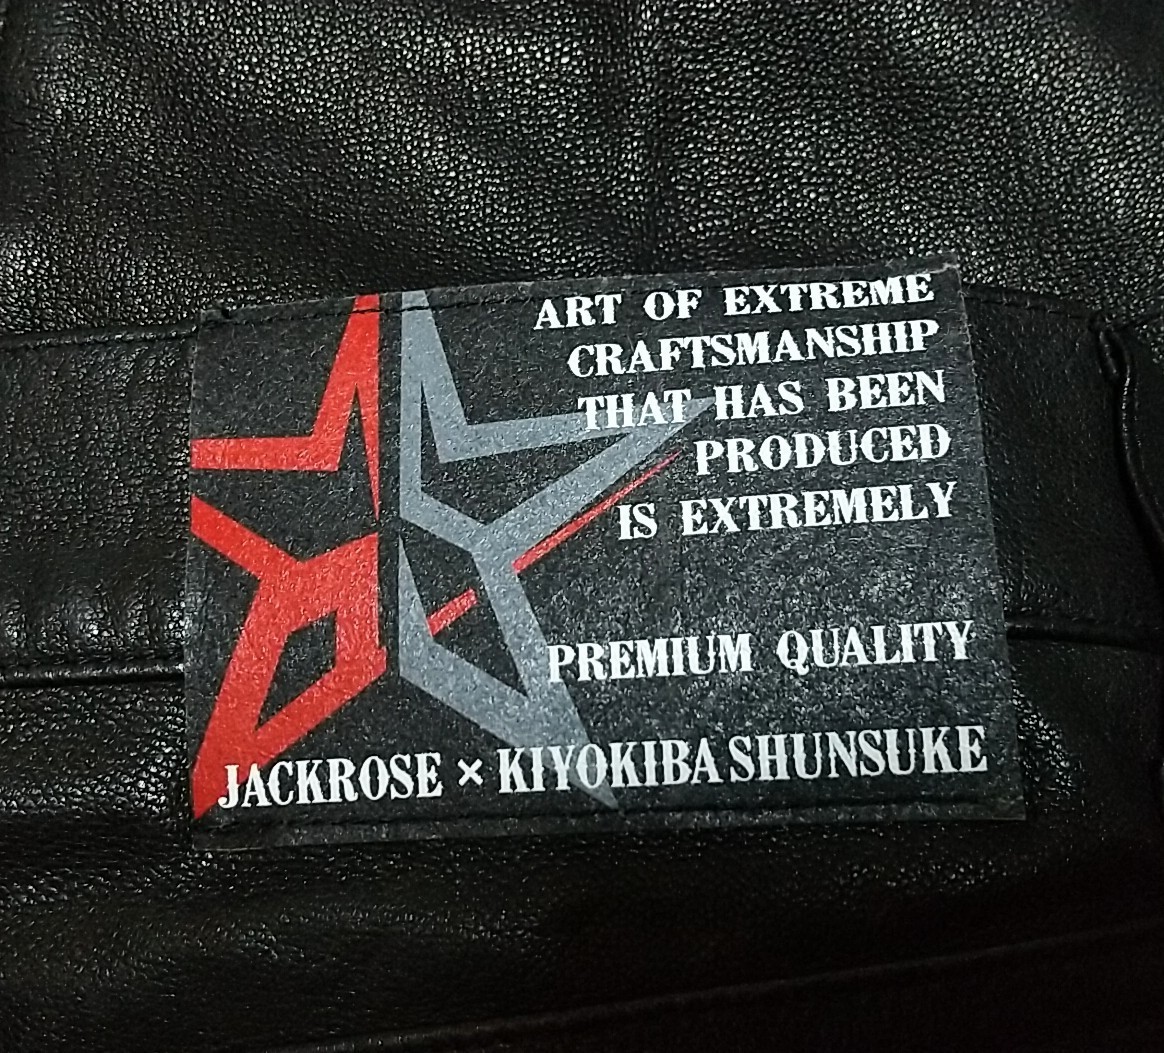 ART OF EXTREME
CRAFTSMANSHIP
THAT HAS BEEN
PRODUCED
IS EXTREMELY
PREMIUM QUALITY
JACKROSE × KIYOKIBA SHUNSUKE